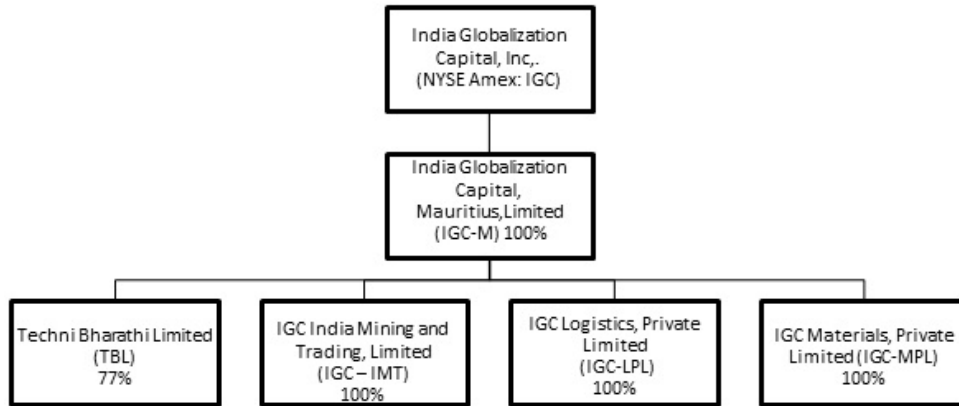 India Globalization
Capital, Inc,.
(NYSE Amex: IGC)
India Globalization
Capital,
Mauritius,Limited
(IGC-M) 100%
Techni Bharathi Limited
(TBL)
77%
IGC India Mining and
Trading, Limited
(IGC – IMT)
100%
IGC Logistics, Private
Limited
(IGC-LPL)
100%
IGC Materials, Private
Limited (IGC-MPL)
100%